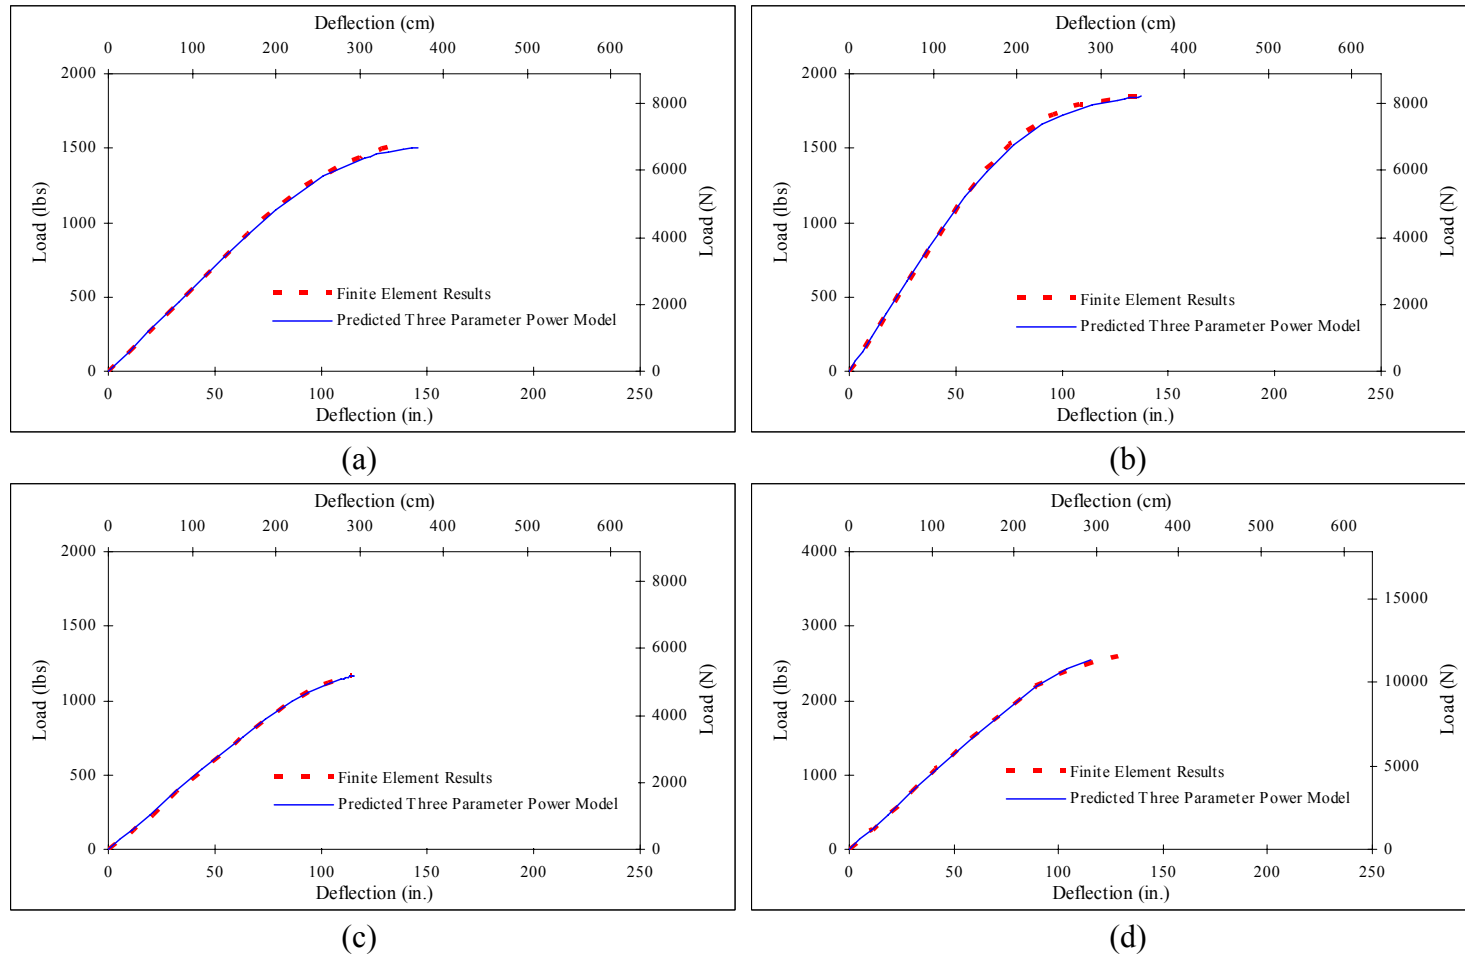 Deflection (cm)
0 100 200 300 400 500 600
2000
1500
1000
500
0
Load (lbs)
8000
6000
4000
2000
0
Load (N)
Finite Element Results
Predicted Three Parameter Power Model
0 50 100 150 200 250
Deflection (in.)
(a)
Deflection (cm)
0 100 200 300 400 500 600
2000
1500
1000
500
0
Load (lbs)
8000
6000
4000
2000
0
Load (N)
Finite Element Results
Predicted Three Parameter Power Model
0 50 100 150 200 250
Deflection (in.)
(b)
Deflection (cm)
0 100 200 300 400 500 600
2000
1500
1000
500
0
Load (lbs)
8000
6000
4000
2000
0
Load (N)
Finite Element Results
Predicted Three Parameter Power Model
0 50 100 150 200 250
Deflection (in.)
(c)
Deflection (cm)
0 100 200 300 400 500 600
4000
3000
2000
1000
0
Load (lbs)
15000
10000
5000
0
Load (N)
Finite Element Results
Predicted Three Parameter Power Model
0 50 100 150 200 250
Deflection (in.)
(d)